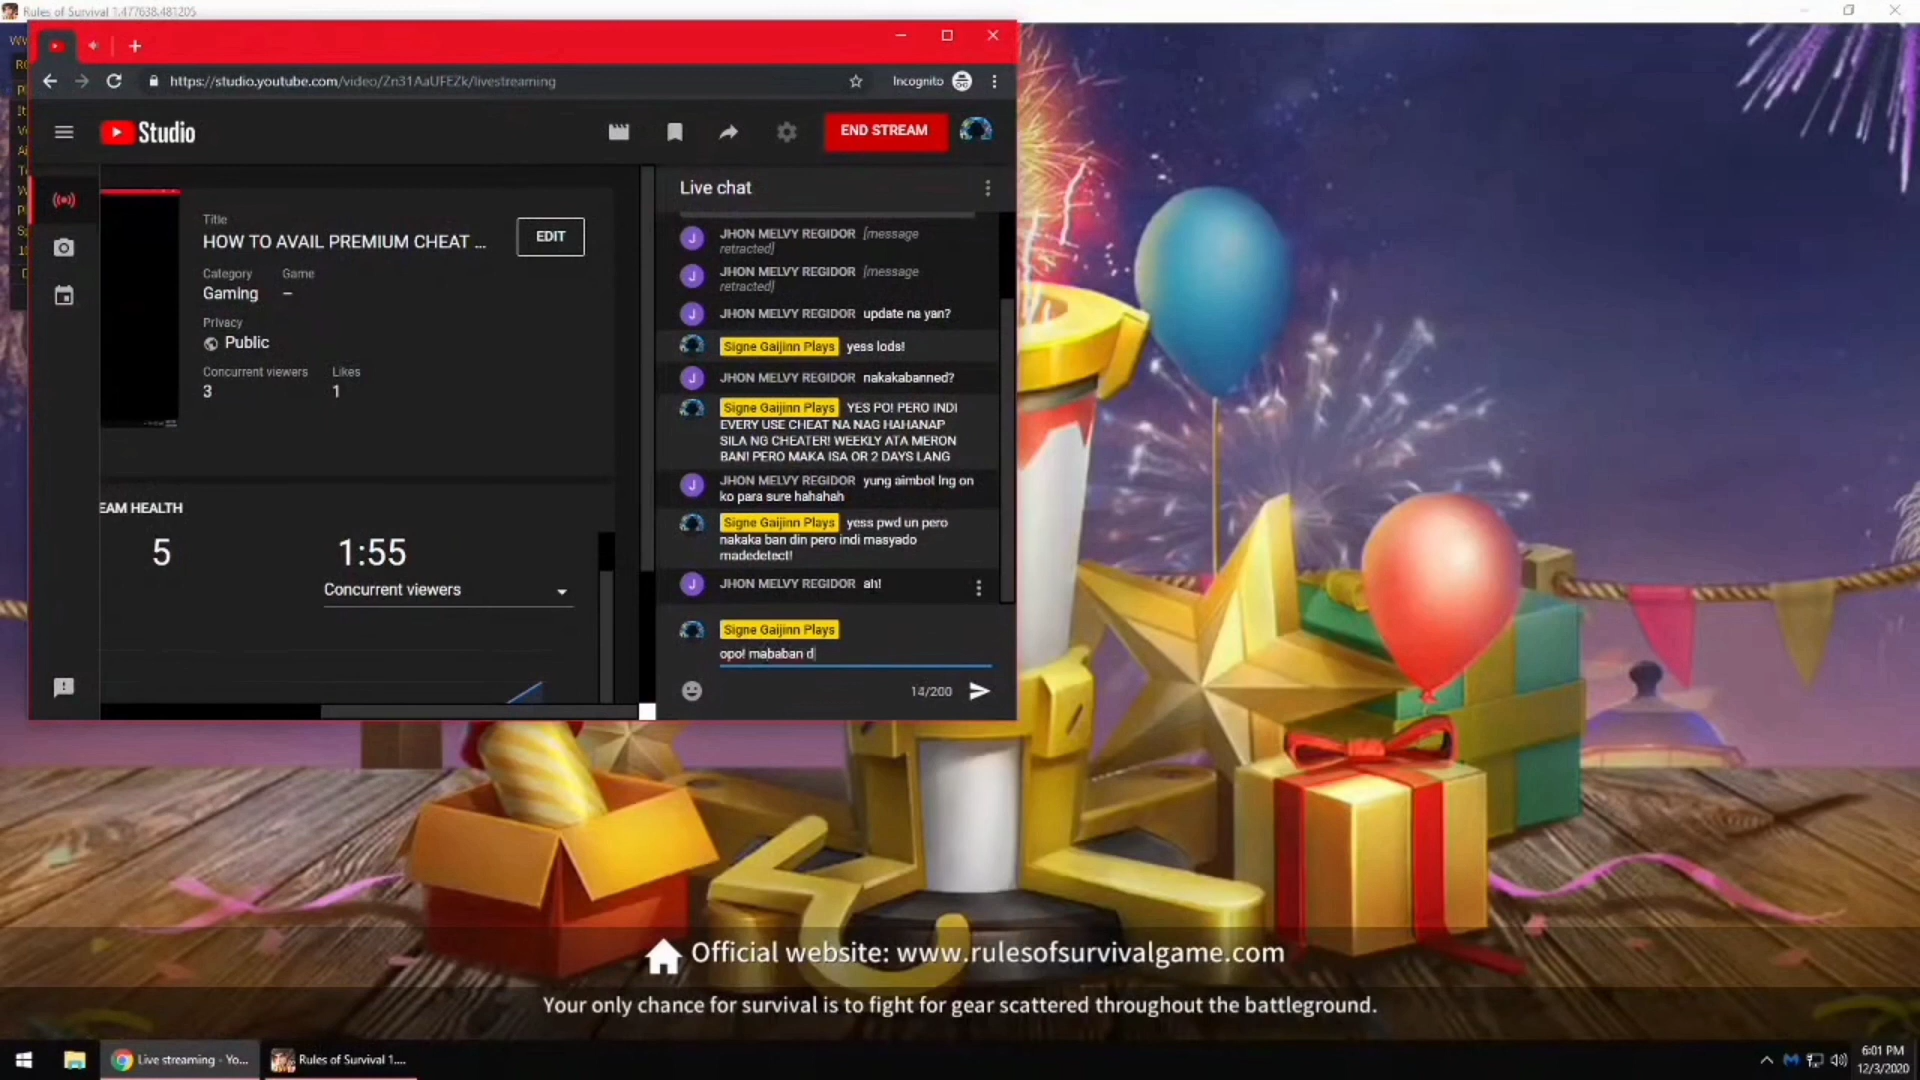 Rules of Survival 1.477638.481205
https://studio.youtube.com/video/Zn31AaUFEZk/livestreaming
Incognito
Studio
END STREAM
Title
HOW TO AVAIL PREMIUM CHEAT ...
EDIT
Category Game
Gaming –
Privacy
Public
Concurrent viewers Likes
3 1
EAM HEALTH
5 1:55
Concurrent viewers
Live chat
JHON MELVY REGIDOR [message
retracted]
JHON MELVY REGIDOR [message
retracted]
JHON MELVY REGIDOR update na yan?
Signe Gaijinn Plays yess lods!
JHON MELVY REGIDOR nakakabanned?
Signe Gaijinn Plays YES PO! PERO INDI
EVERY USE CHEAT NA NAG HAHANAP
SILA NG CHEATER! WEEKLY ATA MERON
BAN! PERO MAKA ISA OR 2 DAYS LANG
JHON MELVY REGIDOR yung aimbot lng on
ko para sure hahahah
Signe Gaijinn Plays yess pwd un pero
nakaka ban din pero indi masyado
madedetect!
JHON MELVY REGIDOR ah!
Signe Gaijinn Plays
opo! mababan d
14/200
Official website: www.rulesofsurvivalgame.com
Your only chance for survival is to fight for gear scattered throughout the battleground.
Live streaming - Yo...
Rules of Survival 1....
6:01 PM
12/3/2020